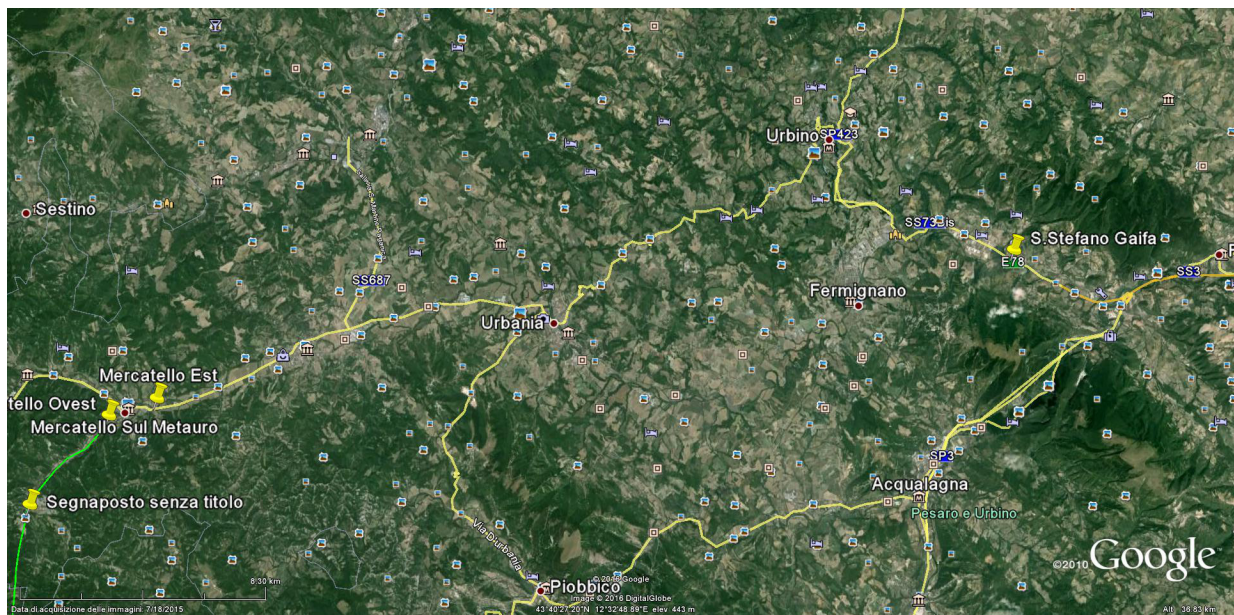 Urbino
SP423
Sestino
SS73Bis
S.Stefano Gaifa
E78
SS3
SS687
Fermignano
Urbania
Mercatello Est
tello Ovest
Mercatello Sul Metauro
SP3
Acqualagna
Segnaposto senza titolo
Pesaro e Urbino
Via Durbania
Piobbico
©2010 Google
8:30 km
© 2016 Google
Image © 2016 DigitalGlobe
Data di acquisizione delle immagini: 7/18/2015
43°40'27.20"N 12°32'48.89"E elev 443 m
Alt 36.83 km